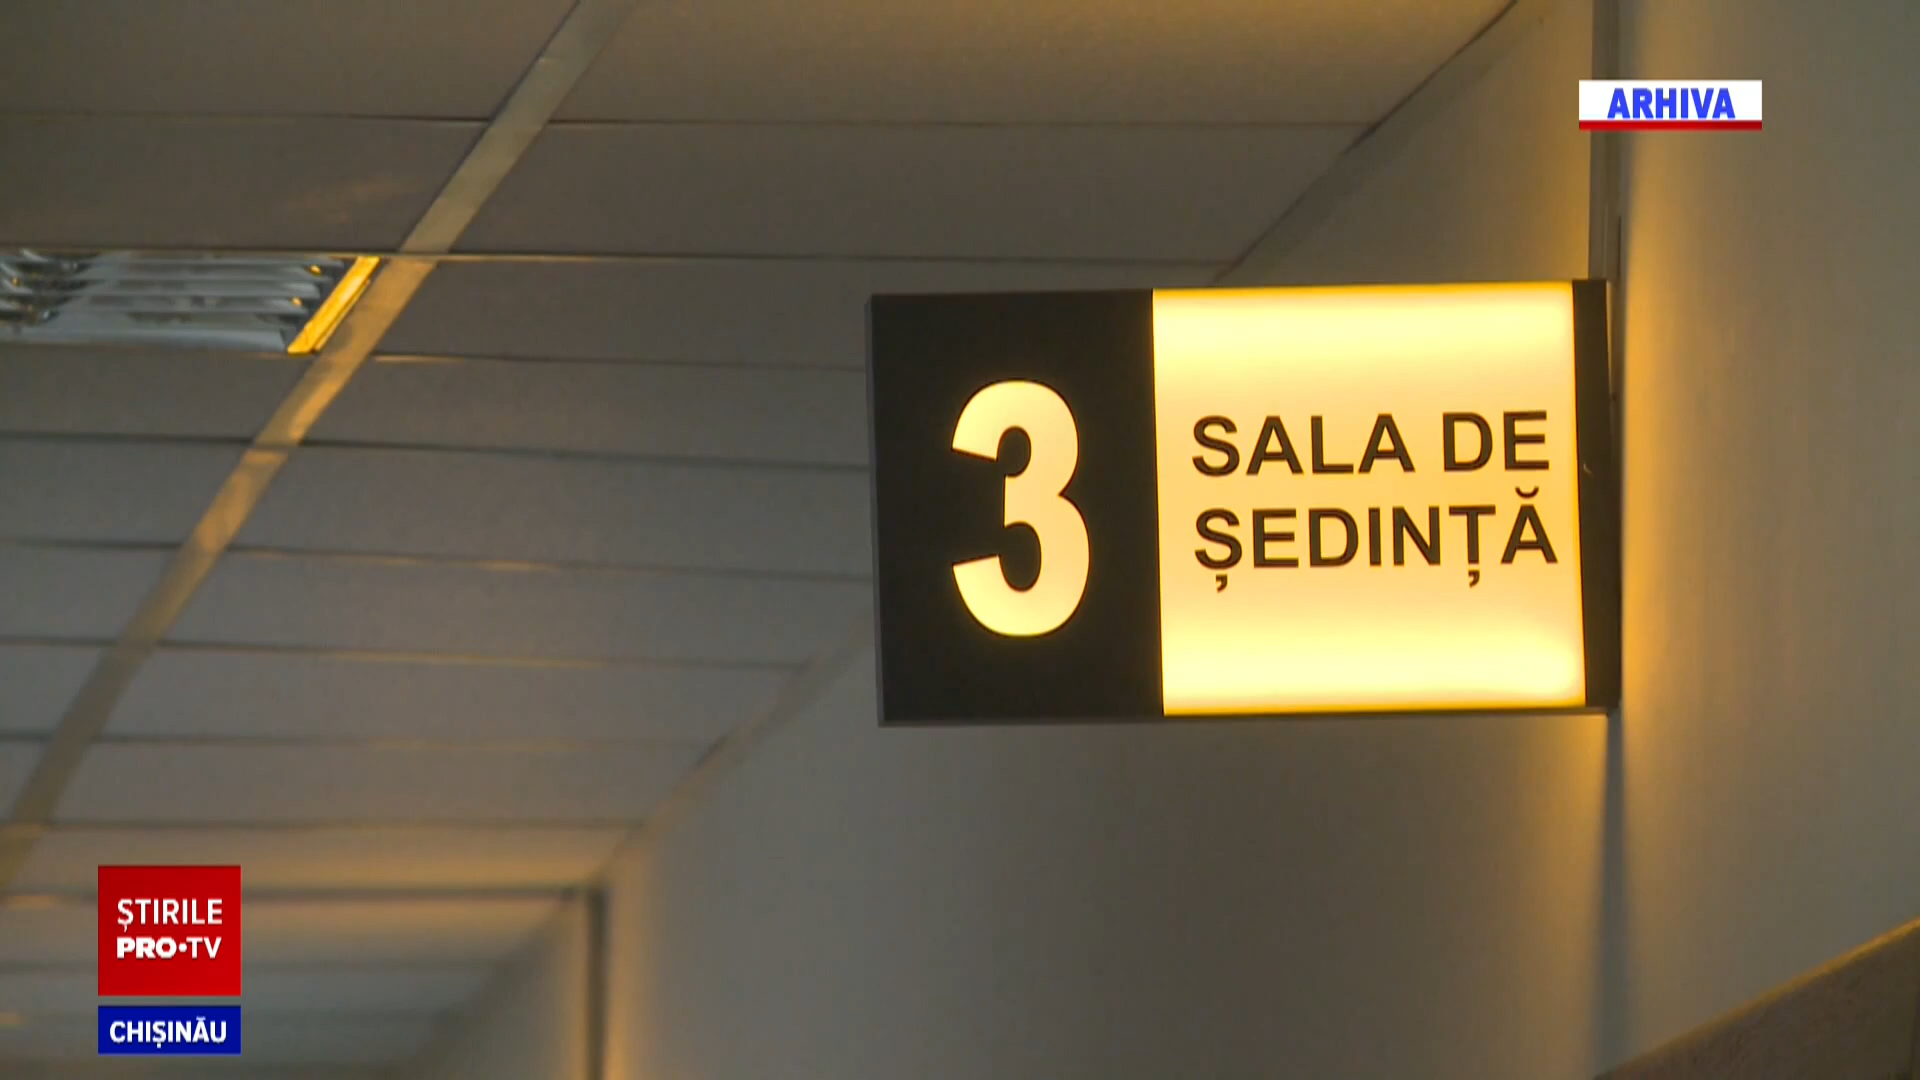 ARHIVA
3
SALA DE
ȘEDINȚĂ
ȘTIRILE
PRO•TV
CHIȘINĂU